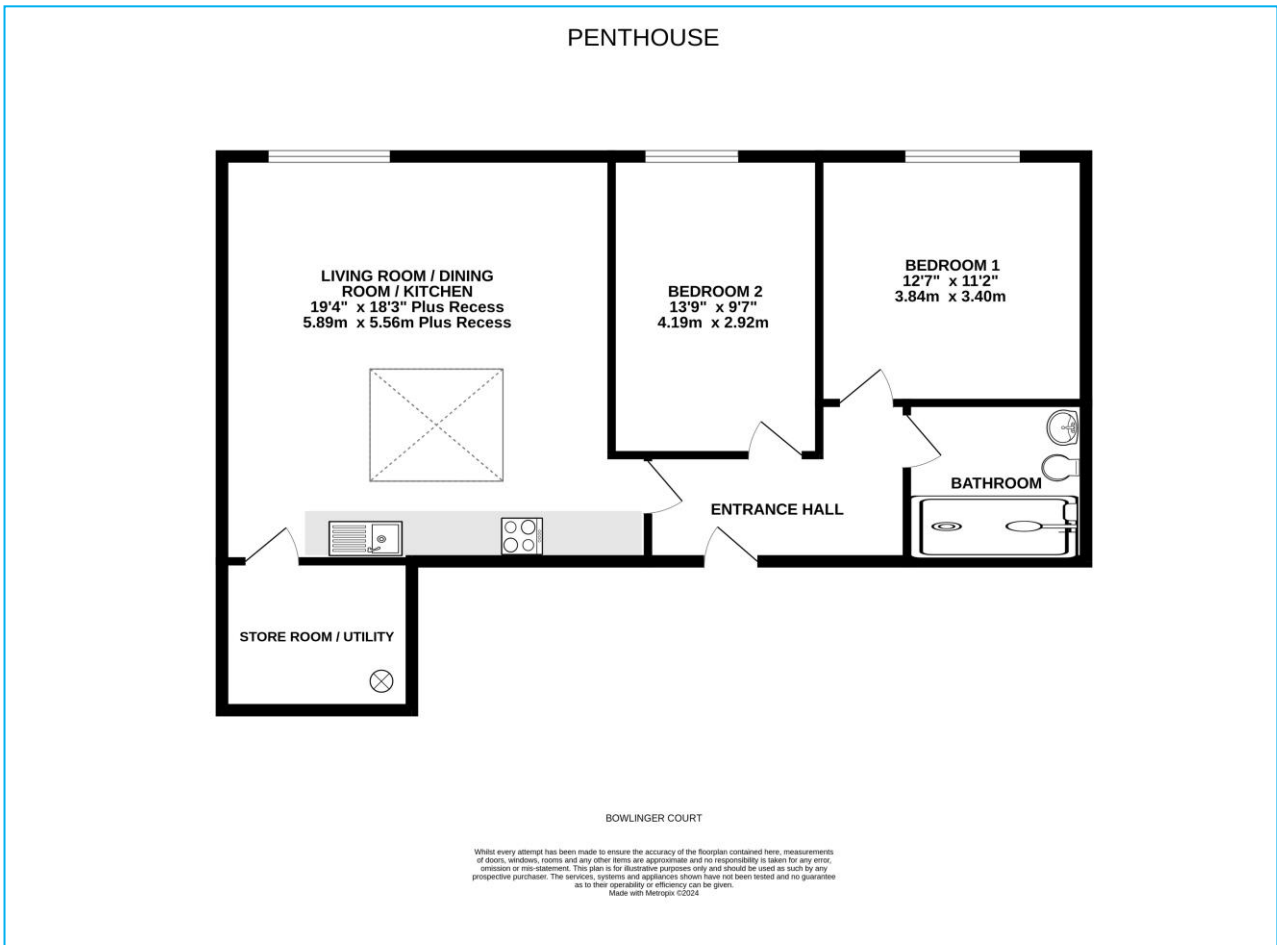 PENTHOUSE
LIVING ROOM / DINING
ROOM / KITCHEN
19'4" x 18'3" Plus Recess
5.89m x 5.56m Plus Recess
BEDROOM 2
13'9" x 9'7"
4.19m x 2.92m
BEDROOM 1
12'7" x 11'2"
3.84m x 3.40m
BATHROOM
ENTRANCE HALL
STORE ROOM / UTILITY
BOWLINGER COURT
Whilst every attempt has been made to ensure the accuracy of the floorplan contained here, measurements
of doors, windows, rooms and any other items are approximate and no responsibility is taken for any error,
omission or mis-statement. This plan is for illustrative purposes only and should be used as such by any
prospective purchaser. The services, systems and appliances shown have not been tested and no guarantee
as to their operability or efficiency can be given.
Made with Metropix ©2024